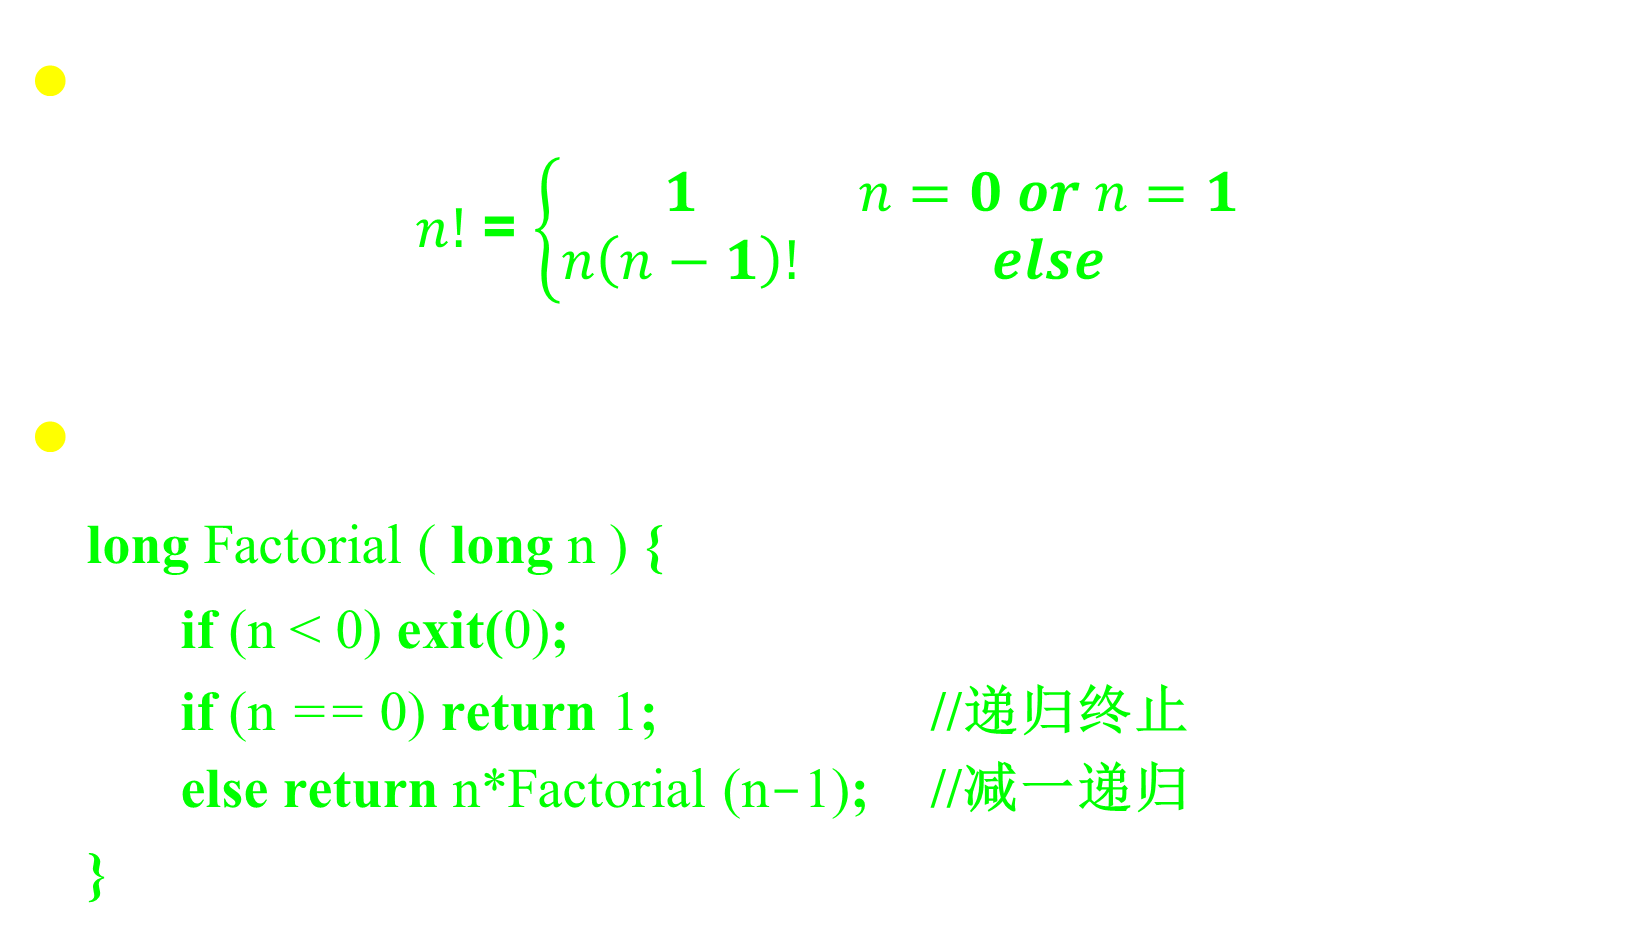 n! = { 1 n = 0 or n = 1
n(n − 1)! else
long Factorial ( long n ) {
if (n < 0) exit(0);
if (n == 0) return 1; //递归终止
else return n*Factorial (n−1); //减一递归
}